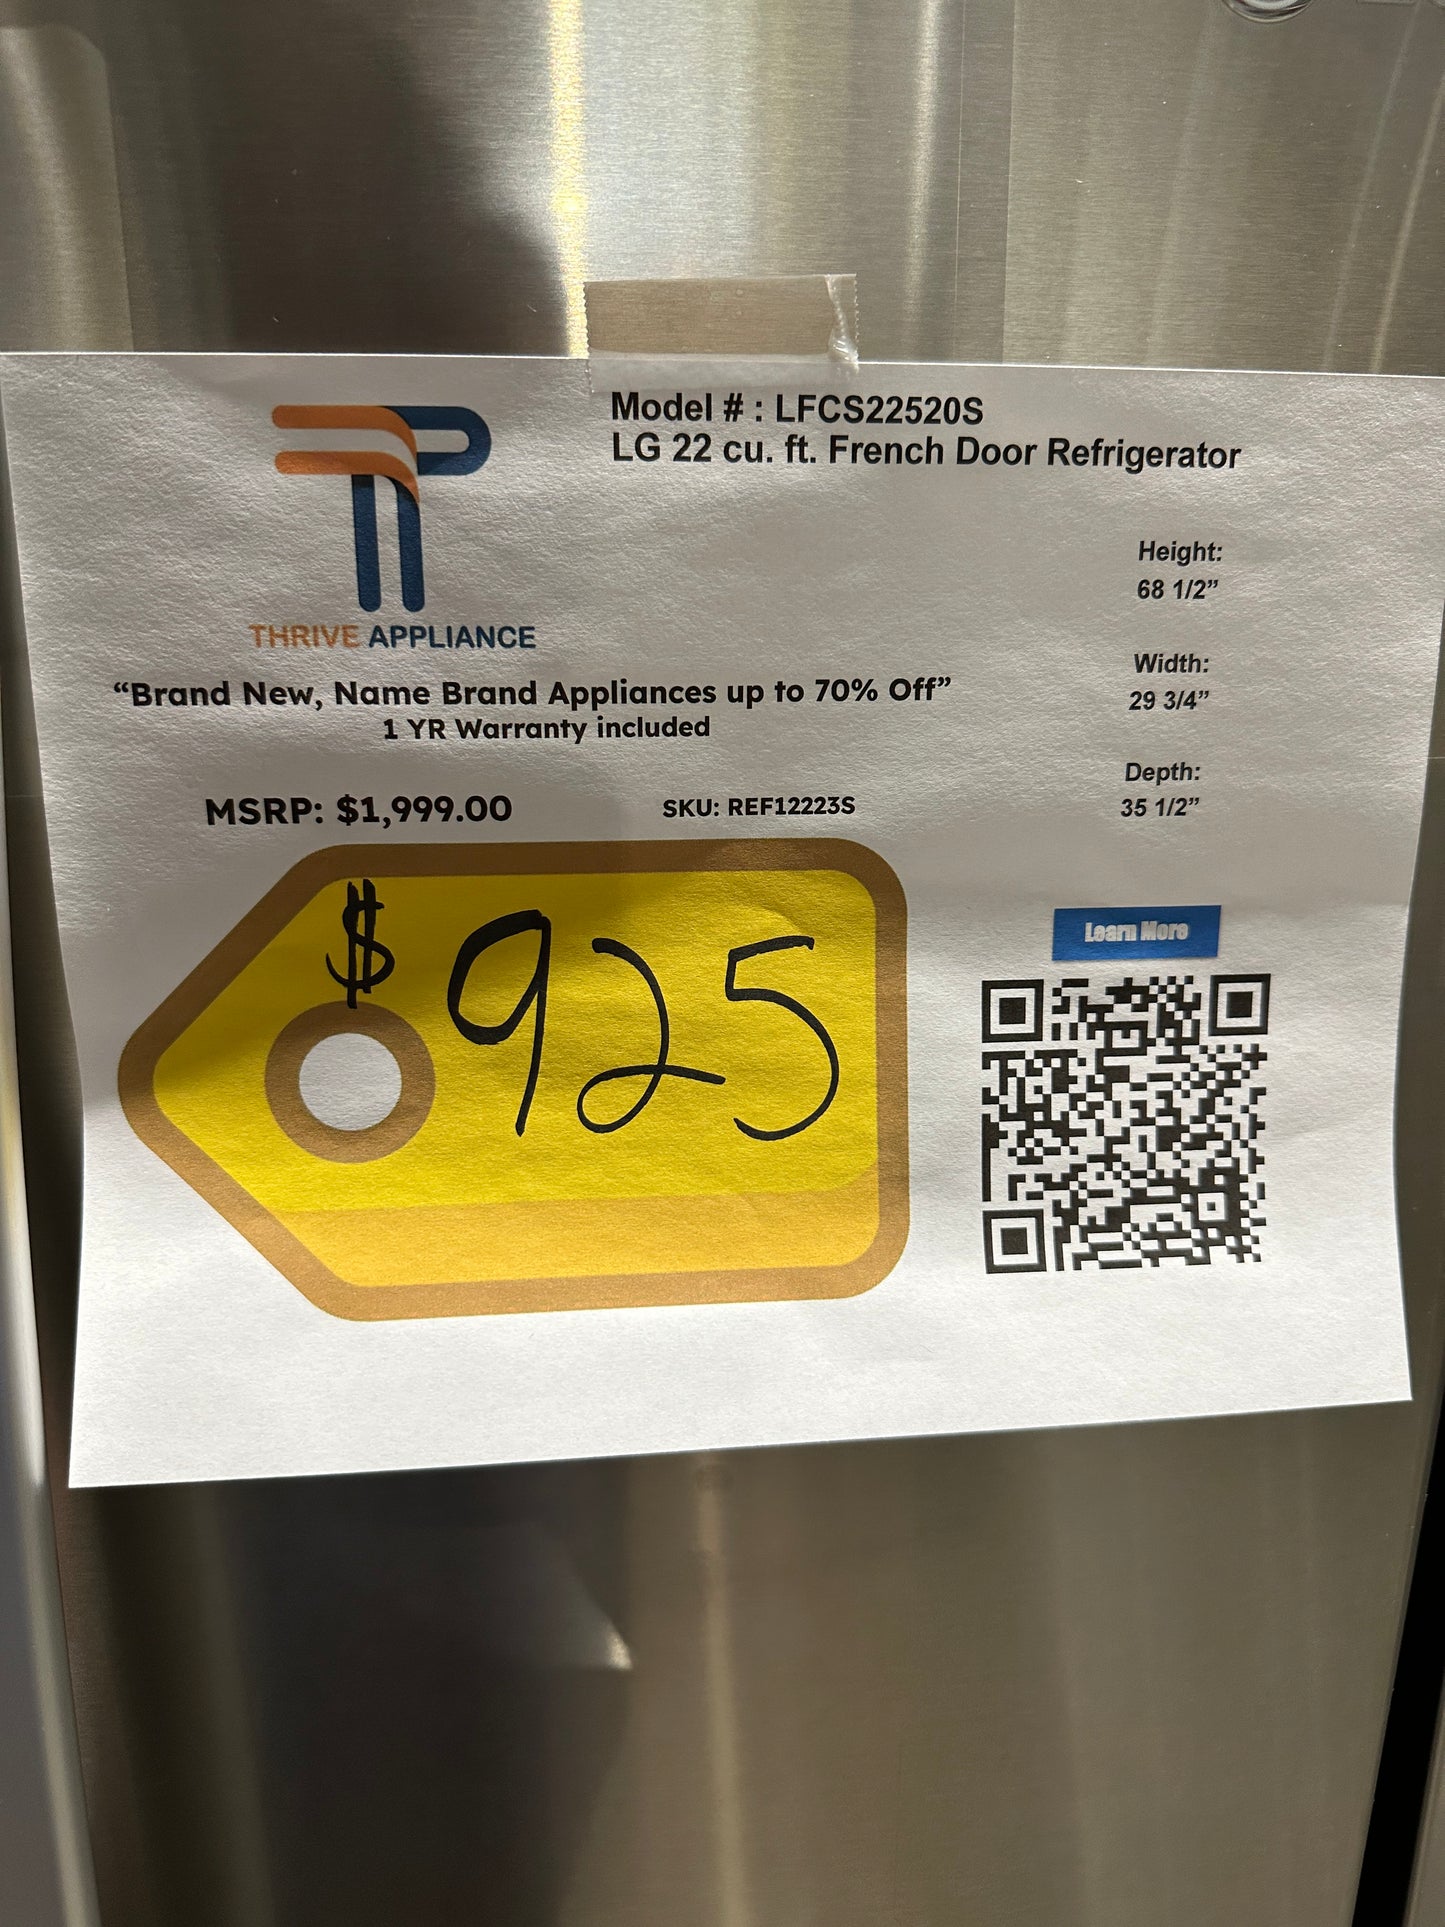 Model # : LFCS22520S
LG 22 cu. ft. French Door Refrigerator
THRIVE APPLIANCE
“Brand New, Name Brand Appliances up to 70% Off”
1 YR Warranty included
Height:
68 1/2”
Width:
29 3/4”
Depth:
35 1/2”
MSRP: $1,999.00
SKU: REF12223S
$925
Learn More